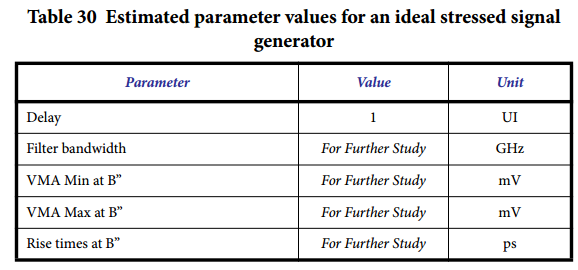 Table 30 Estimated parameter values for an ideal stressed signal
generator
Parameter Value Unit
Delay 1 UI
Filter bandwidth For Further Study GHz
VMA Min at B” For Further Study mV
VMA Max at B” For Further Study mV
Rise times at B” For Further Study ps